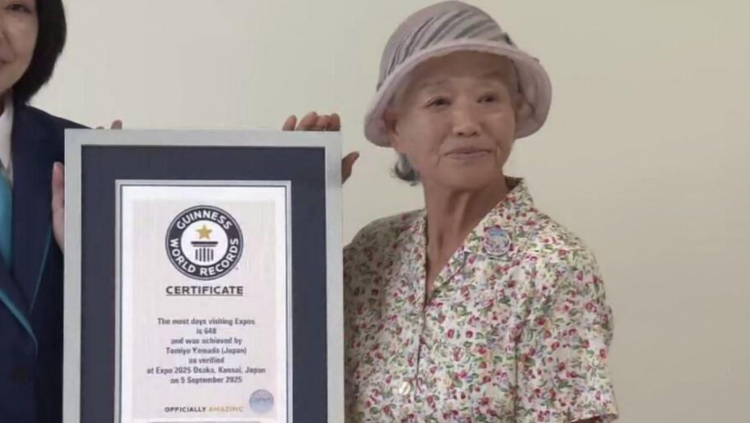 GUINNESS
WORLD RECORDS
CERTIFICATE
The most days visiting Expos
is 648
and was achieved by
Tomiyo Yamada (Japan)
as verified
at Expo 2025 Osaka, Kansai, Japan
on 5 September 2025
OFFICIALLY AMAZING